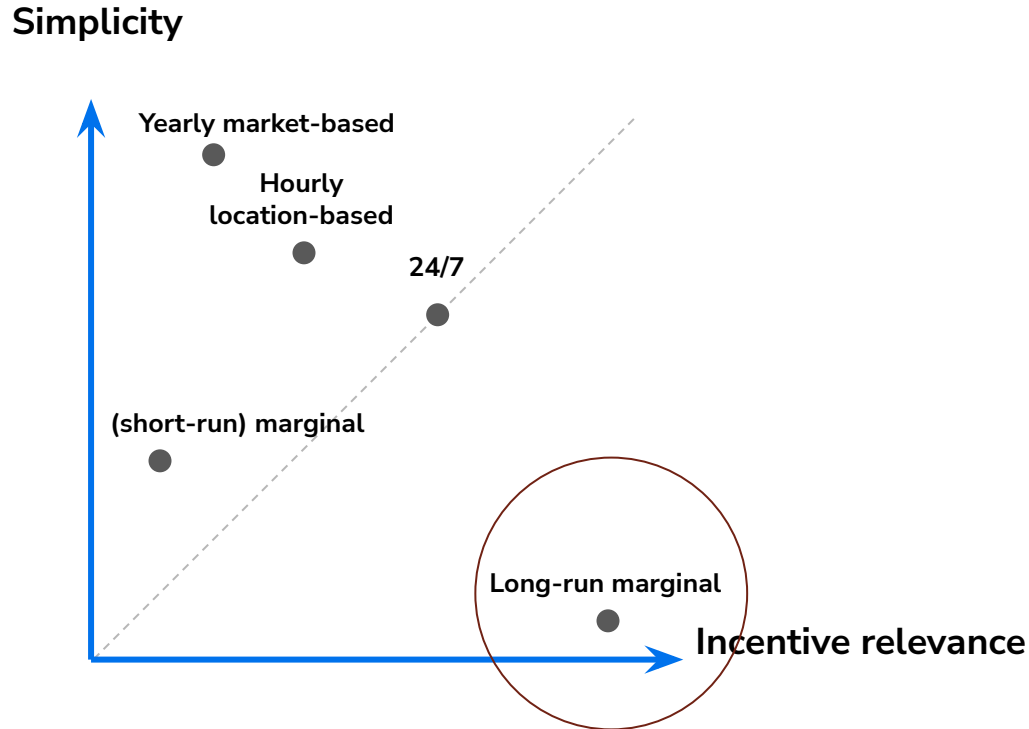 Simplicity
Yearly market-based
Hourly
location-based
24/7
(short-run) marginal
Long-run marginal
Incentive relevance